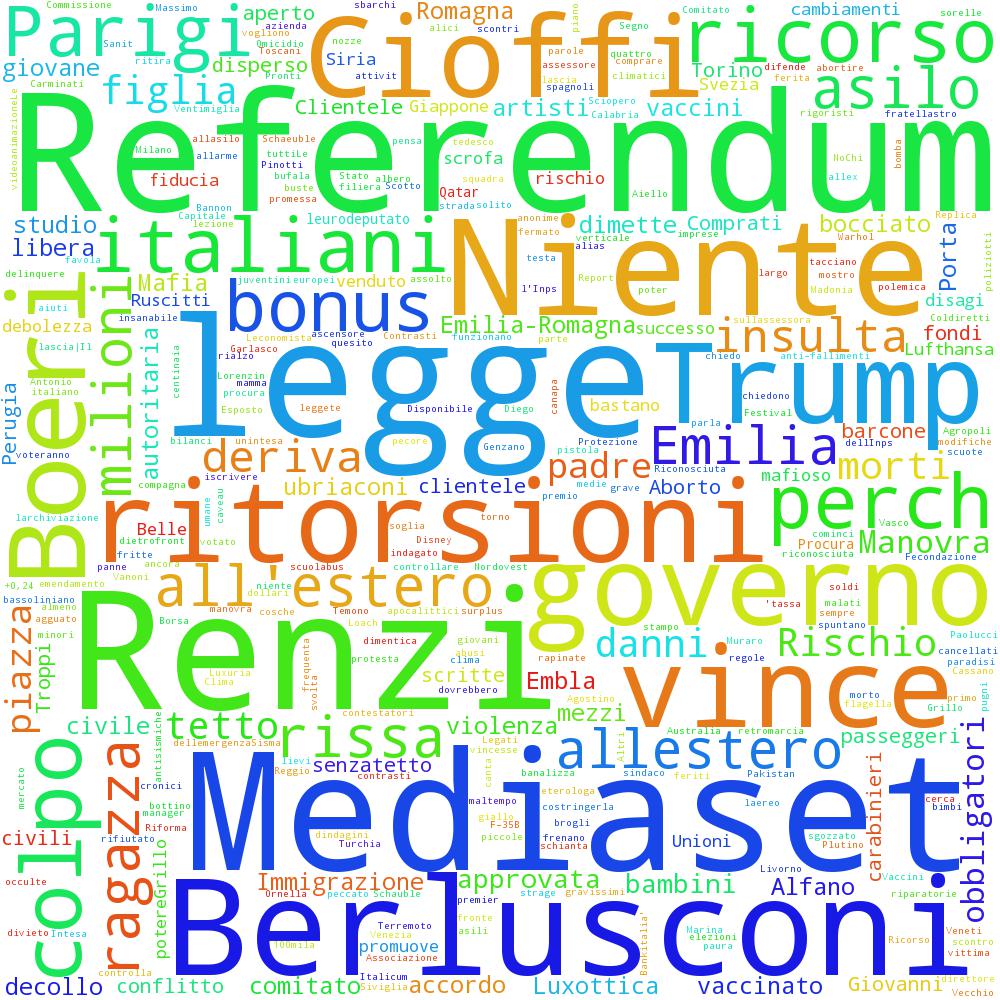 Commissione
Massimo
sbarchi
Romagna
cambiamenti
Comitato
sorelle
Parigi
azienda
aperto
nozze
scontri
alici
piano
Segno
vogliono
Cioffi
ricorso
Sanit
ritira
Omicidio
Toscani
giovane
disperso
Siria
parole
quattro
assessore
comprare
difende
abortire
Torino
ferita
Carminati
Pronti
attivit
lascia
climatici
spagnoli
Svezia
rigoristi
asilo
figlia
Ventimiglia
Clientele
Giappone
artisti
Sciopero
Calabria
vaccini
fratellastro
videoanimazioneLe
Referendum
Milano
allasilo
allarme
Schaeuble
tuttiLe
Pinotti
bufala
buste
promessa
Stato
filiera
albero
Scotto
pensa
tedesco
scrofa
squadra
Qatar
strada
solito
rischio
fiducia
Bannon
Aiello
NoChi
allex
bomba
studio
Capitale
lezione
leurodeputato
anonime
fermato
dimette
Comprati
bocciato
Replica
Warhol
libera
italiani
Niente
verticale
alias
imprese
testa
largo
tacciano
mostro
polemica
Porta
poliziotti
favola
delinquere
Mafia
juventini
europei
venduto
assolto
l'Inps
Report
poter
Madonia
disagi
aiuti
Ruscitti
bonus
Boeri
debolezza
insanabile
ascensore
quesito
Contrasti
Emilia-Romagna
funzionano
successo
parte
sullassessora
insulta
fondi
Coldiretti
Lufthansa
lascia|Il
milioni
autoritaria
centinaia
Leconomista
rialzo
Garlasco
legge
Trump
chiedo
anti-fallimenti
Perugia
Antonio
italiano
Lorenzin
mamma
procura
Esposto
leggete
Disponibile
Diego
canapa
bastano
chiedono
Festival
parla
voteranno
bilanci
unintesa
pecore
Genzano
pistola
Protezione
Emilia
dellInps
barcone
Agropoli
modifiche
scuote
compagna
deriva
iscrivere
ubriaconi
clientele
padre
premio
medie
grave
Riconosciuta
Aborto
mafioso
morti
larchiviazione
Belle
umane
caveau
ritorsioni
soglia
torno
perch
Vasco
cominci
Procura
riconosciuta
Manovra
dietrofront
votato
Disney
indagato
fritte
panne
ancora
scuolabus
controllare
Nordovest
Fecondazione
+0,24
emendamento
Vanoni
all'estero
niente
dollari
governo
soldi
bassoliniano
almeno
agguato
Borsa
manovra
cosche
Temono
apocalittici
surplus
Loach
'tassa
malati
sempre
spuntano
piazza
minori
Troppi
Renzi
dimentica
protesta
giovani
abusi
clima
stampo
danni
Muraro
regole
Rischio
Paolucci
cancellati
paradisi
Luxuria
Clima
frequenta
svolta
scritte
dovrebbero
rapinate
Embla
Agostino
vince
morto
flagella
primo
Cassano
Grillo
pugni
civile
antisismiche
tetto
contestatori
rissa
violenza
mezzi
Australia
retromarcia
passeggeri
colpo
ragazza
dellemergenzaSisma
lievi
Reggio
senzatetto
contrasti
Legati
vincesse
canta
banalizza
Altri
allestero
sindaco
feriti
Pakistan
obbligatori
mercato
cronici
bottino
manager
Riforma
rifiutato
Mediaset
maltempo
eterologa
costringerla
giallo
F-35B
piccole
brogli
frenano
schianta
laereo
carabinieri
cerca
bimbi
civili
dindagini
Turchia
Unioni
sgozzato
Plutino
occulte
potereGrillo
Immigrazione
Ornella
peccato
Schauble
approvata
premier
strage
gravissimi
bambini
Livorno
Alfano
Vaccini
riparatorie
divieto
Intesa
Berlusconi
Terremoto
Venezia
100mila
promuove
Associazione
fronte
asili
Bankitalia'
Marina
elezioni
paura
Ricorso
Veneti
scontro
vittima
controlla
decollo
conflitto
comitato
Italicum
Siviglia
accordo
Luxottica
vaccinato
Giovanni
direttore
Vecchio